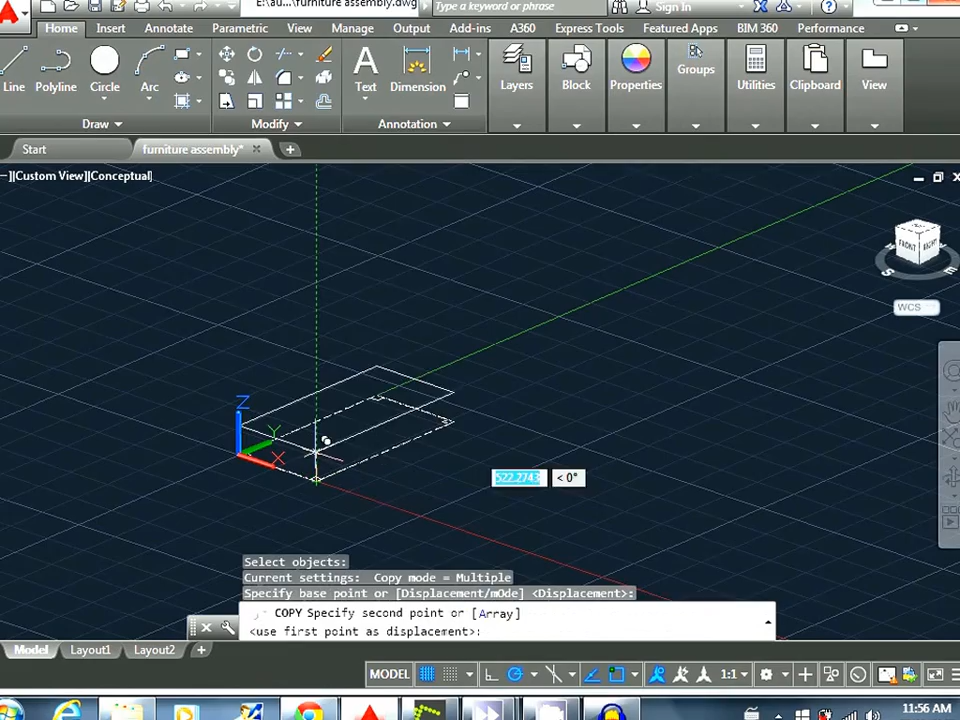 E:\au...\furniture assembly.dwg
Type a keyword or phrase
Sign In
Home Insert Annotate Parametric View Manage Output Add-ins A360 Express Tools Featured Apps BIM 360 Performance
Line Polyline Circle Arc Text Dimension Layers Block Properties Groups Utilities Clipboard View
Draw Modify Annotation
Start furniture assembly*
][Custom View][Conceptual]
FRONT RIGHT
S E
WCS
Z
Y
X
522.2743 < 0°
Select objects:
Current settings: Copy mode = Multiple
Specify base point or [Displacement/mOde] <Displacement>:
COPY Specify second point or [Array]
<use first point as displacement>:
Model Layout1 Layout2
MODEL 1:1
11:56 AM